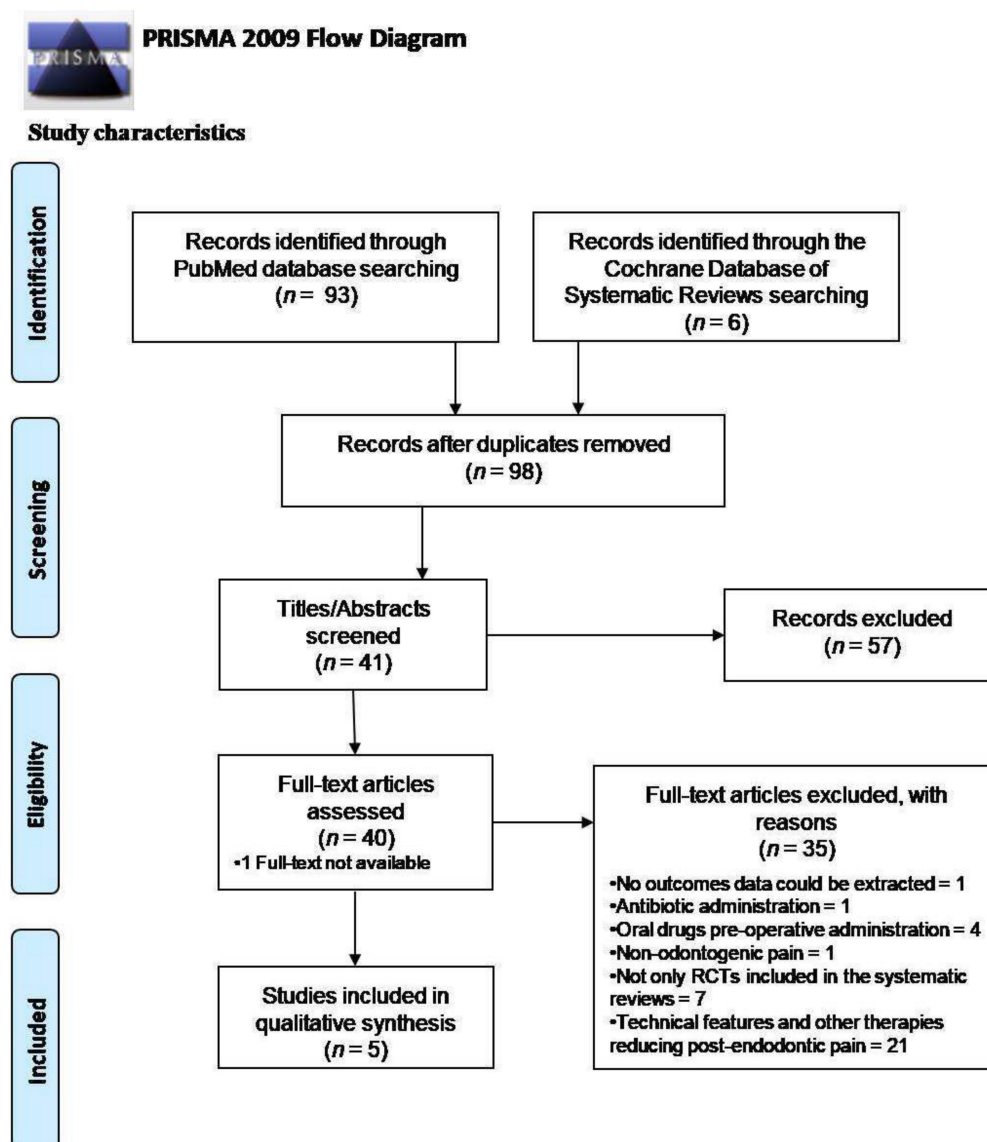 PRISMA
PRISMA 2009 Flow Diagram
Study characteristics
Identification
Records identified through
PubMed database searching
(n = 93)
Records identified through the
Cochrane Database of
Systematic Reviews searching
(n = 6)
Screening
Records after duplicates removed
(n = 98)
Titles/Abstracts
screened
(n = 41)
Records excluded
(n = 57)
Eligibility
Full-text articles
assessed
(n = 40)
•1 Full-text not available
Full-text articles excluded, with
reasons
(n = 35)
•No outcomes data could be extracted = 1
•Antibiotic administration = 1
•Oral drugs pre-operative administration = 4
•Non-odontogenic pain = 1
•Not only RCTs included in the systematic
reviews = 7
•Technical features and other therapies
reducing post-endodontic pain = 21
Included
Studies included in
qualitative synthesis
(n = 5)